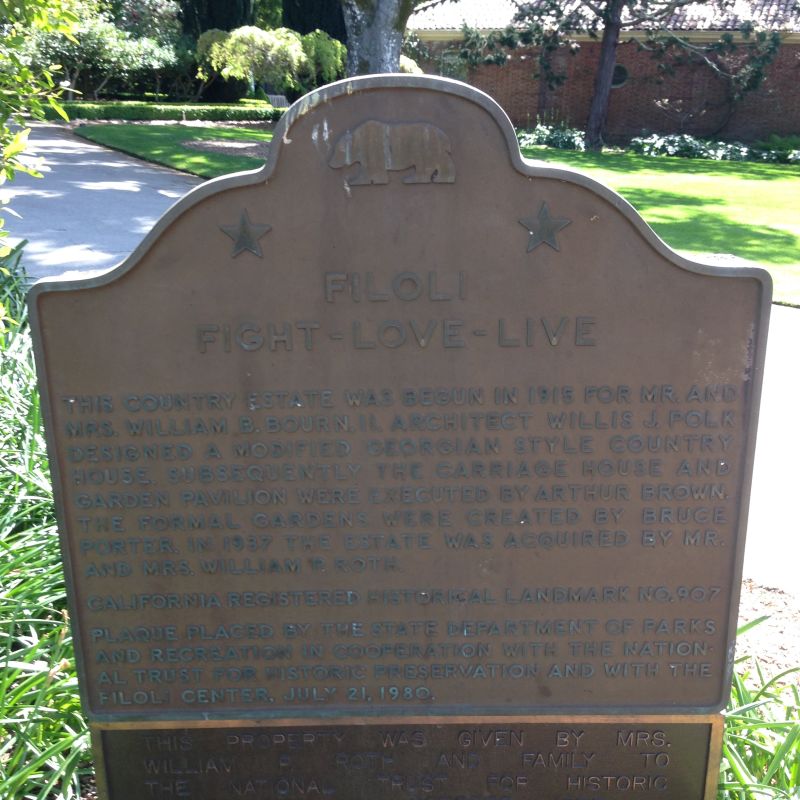 FILOLI
FIGHT-LOVE-LIVE
THIS COUNTRY ESTATE WAS BEGUN IN 1915 FOR MR. AND
MRS. WILLIAM B. BOURN, II. ARCHITECT WILLIS J. POLK
DESIGNED A MODIFIED GEORGIAN STYLE COUNTRY
HOUSE. SUBSEQUENTLY THE CARRIAGE HOUSE AND
GARDEN PAVILION WERE EXECUTED BY ARTHUR BROWN.
THE FORMAL GARDENS WERE CREATED BY BRUCE
PORTER. IN 1937 THE ESTATE WAS ACQUIRED BY MR.
AND MRS. WILLIAM P. ROTH.
CALIFORNIA REGISTERED HISTORICAL LANDMARK NO. 907
PLAQUE PLACED BY THE STATE DEPARTMENT OF PARKS
AND RECREATION IN COOPERATION WITH THE NATION-
AL TRUST FOR HISTORIC PRESERVATION AND WITH THE
FILOLI CENTER, JULY 21, 1980.
THIS PROPERTY WAS GIVEN BY MRS.
WILLIAM P. ROTH AND FAMILY TO
THE NATIONAL TRUST FOR HISTORIC